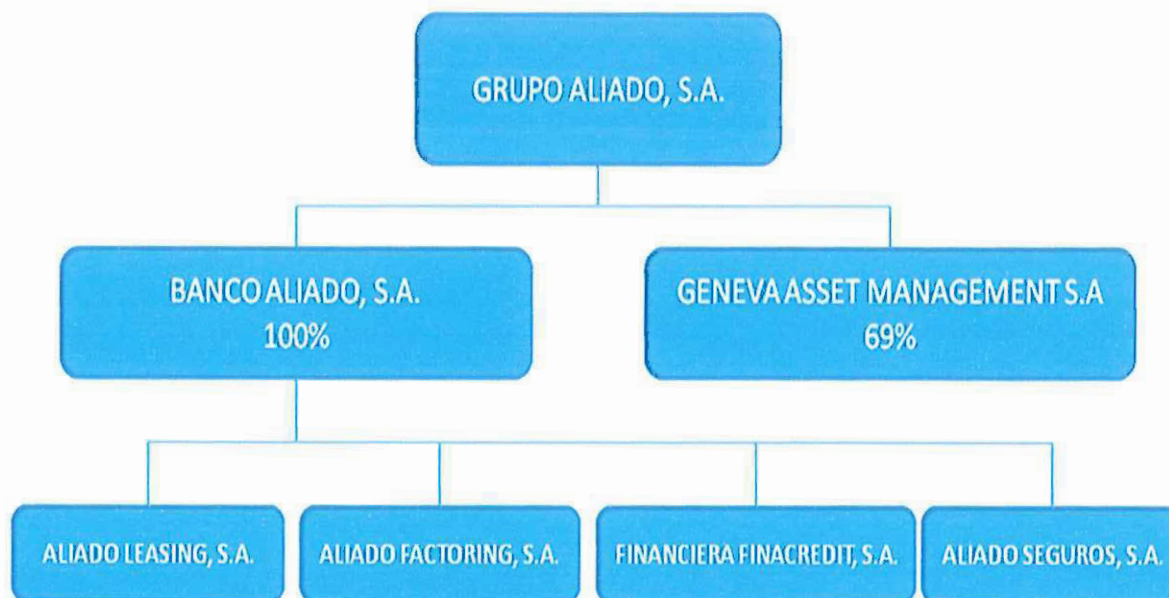 GRUPO ALIADO, S.A.
BANCO ALIADO, S.A.
100%
GENEVA ASSET MANAGEMENT S.A
69%
ALIADO LEASING, S.A.
ALIADO FACTORING, S.A.
FINANCIERA FINACREDIT, S.A.
ALIADO SEGUROS, S.A.